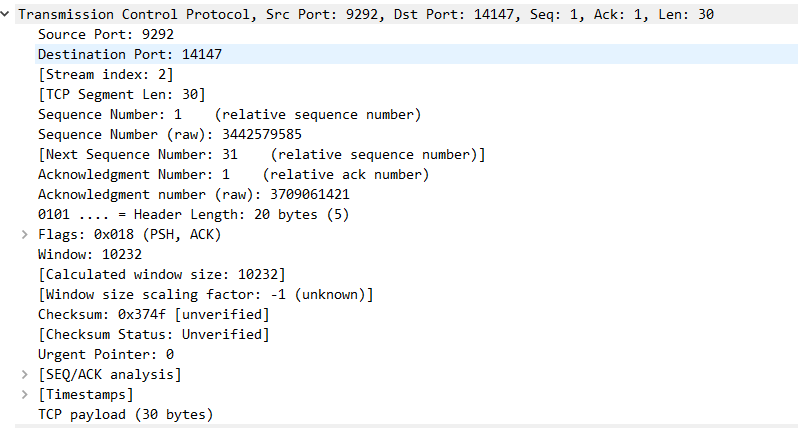 Transmission Control Protocol, Src Port: 9292, Dst Port: 14147, Seq: 1, Ack: 1, Len: 30
Source Port: 9292
Destination Port: 14147
[Stream index: 2]
[TCP Segment Len: 30]
Sequence Number: 1    (relative sequence number)
Sequence Number (raw): 3442579585
[Next Sequence Number: 31    (relative sequence number)]
Acknowledgment Number: 1    (relative ack number)
Acknowledgment number (raw): 3709061421
0101 .... = Header Length: 20 bytes (5)
Flags: 0x018 (PSH, ACK)
Window: 10232
[Calculated window size: 10232]
[Window size scaling factor: -1 (unknown)]
Checksum: 0x374f [unverified]
[Checksum Status: Unverified]
Urgent Pointer: 0
[SEQ/ACK analysis]
[Timestamps]
TCP payload (30 bytes)